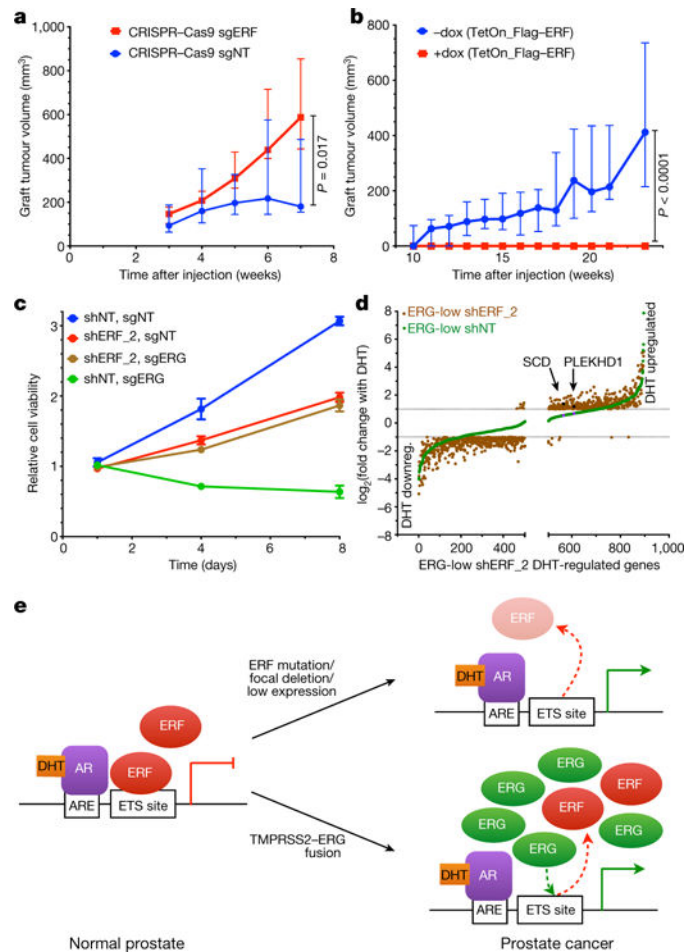 a
b
CRISPR–Cas9 sgERF
CRISPR–Cas9 sgNT
–dox (TetOn_Flag–ERF)
+dox (TetOn_Flag–ERF)
Graft tumour volume (mm³)
1,000
800
600
400
200
0
P = 0.017
0 2 4 6 8
Time after injection (weeks)
Graft tumour volume (mm³)
800
600
400
200
0
P < 0.0001
10 15 20
Time after injection (weeks)
c
shNT, sgNT
shERF_2, sgNT
shERF_2, sgERG
shNT, sgERG
Relative cell viability
3
2
1
0
0 2 4 6 8
Time (days)
d
ERG-low shERF_2
ERG-low shNT
SCD
PLEKHD1
DHT upregulated
DHT downreg.
log₂(fold change with DHT)
8
6
4
2
0
–2
–4
–6
–8
0 200 400 600 800 1,000
ERG-low shERF_2 DHT-regulated genes
e
DHT
AR
ERF
ERF
ARE
ETS site
Normal prostate
ERF mutation/
focal deletion/
low expression
TMPRSS2–ERG
fusion
ERF
DHT
AR
ARE
ETS site
ERG
ERG
ERF
ERG
ERF
ERG
ERG
ERG
DHT
AR
ARE
ETS site
Prostate cancer